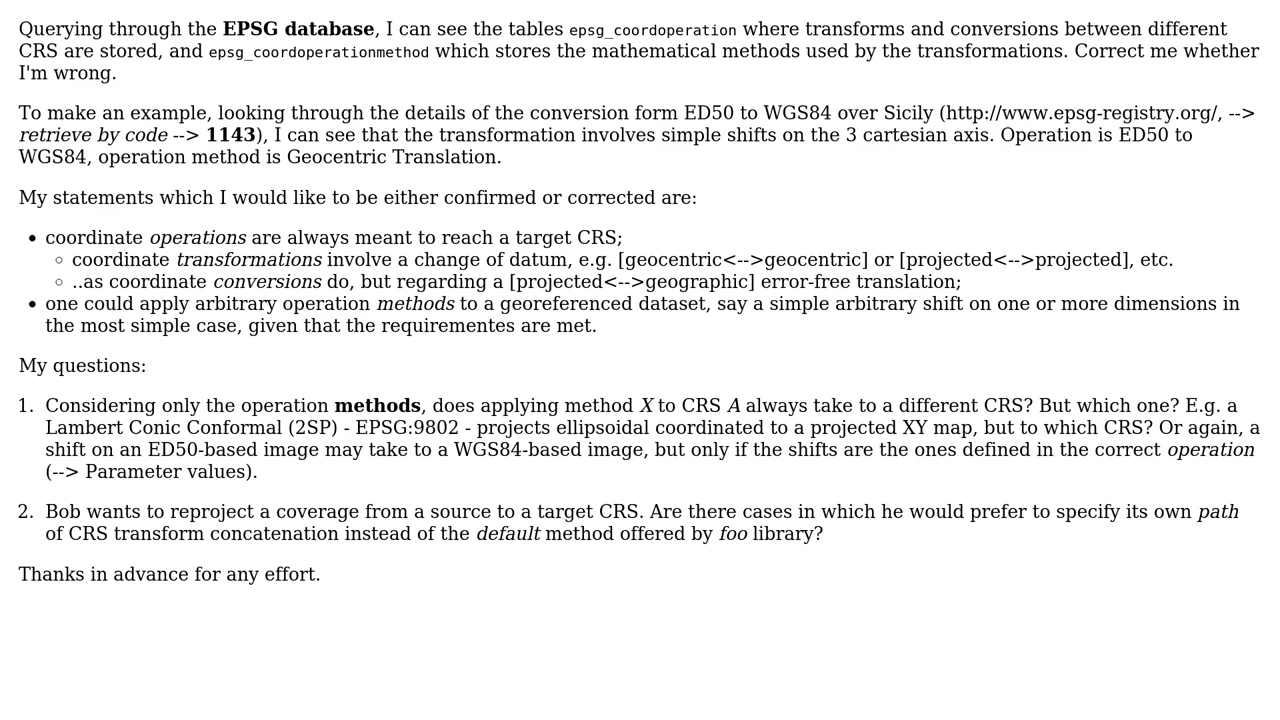 Querying through the EPSG database, I can see the tables epsg_coordoperation where transforms and conversions between different
CRS are stored, and epsg_coordoperationmethod which stores the mathematical methods used by the transformations. Correct me whether
I'm wrong.
To make an example, looking through the details of the conversion form ED50 to WGS84 over Sicily (http://www.epsg-registry.org/, -->
retrieve by code --> 1143), I can see that the transformation involves simple shifts on the 3 cartesian axis. Operation is ED50 to
WGS84, operation method is Geocentric Translation.
My statements which I would like to be either confirmed or corrected are:
• coordinate operations are always meant to reach a target CRS;
◦ coordinate transformations involve a change of datum, e.g. [geocentric<-->geocentric] or [projected<-->projected], etc.
◦ ..as coordinate conversions do, but regarding a [projected<-->geographic] error-free translation;
• one could apply arbitrary operation methods to a georeferenced dataset, say a simple arbitrary shift on one or more dimensions in
the most simple case, given that the requirementes are met.
My questions:
1. Considering only the operation methods, does applying method X to CRS A always take to a different CRS? But which one? E.g. a
Lambert Conic Conformal (2SP) - EPSG:9802 - projects ellipsoidal coordinated to a projected XY map, but to which CRS? Or again, a
shift on an ED50-based image may take to a WGS84-based image, but only if the shifts are the ones defined in the correct operation
(--> Parameter values).
2. Bob wants to reproject a coverage from a source to a target CRS. Are there cases in which he would prefer to specify its own path
of CRS transform concatenation instead of the default method offered by foo library?
Thanks in advance for any effort.